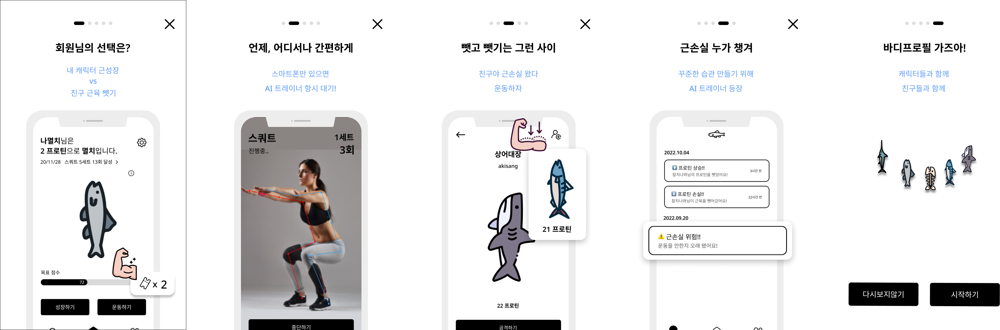 회원님의 선택은?
내 캐릭터 근성장
vs
친구 근육 뺏기
나멸치님은
2 프로틴으로 멸치입니다.
20/11/28 스쿼트 5세트 13회 달성 >
목표 점수
72
x 2
성장하기
운동하기
언제, 어디서나 간편하게
스마트폰만 있으면
AI 트레이너 항시 대기!
스쿼트
진행중..
1세트
3회
중단하기
뺏고 뺏기는 그런 사이
친구야 근손실 왔다
운동하자
상어대장
akisang
21 프로틴
22 프로틴
공격하기
근손실 누가 챙겨
꾸준한 습관 만들기 위해
AI 트레이너 등장
2022.10.04
프로틴 상승!!
참치나와님의 프로틴을 뺏었어요!
3시간 전
프로틴 손실!!
참치나와님이 근육을 뺏어갔어요!
22시간 전
2022.09.20
근손실 위험!!
운동을 안한지 오래 됐어요!
바디프로필 가즈아!
캐릭터들과 함께
친구들과 함께
다시보지않기
시작하기